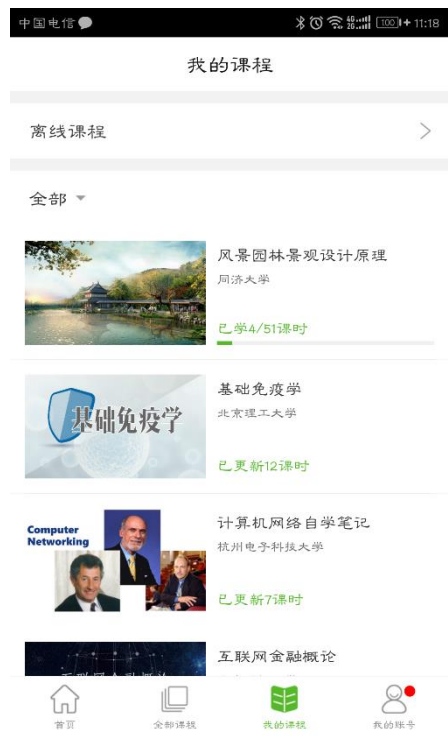 中国电信
4G 2G 100 11:18
我的课程
离线课程
全部
风景园林景观设计原理
同济大学
已学4/51课时
基础免疫学
基础免疫学
北京理工大学
已更新12课时
Computer
Networking
计算机网络自学笔记
杭州电子科技大学
已更新7课时
互联网金融概论
首页
全部课程
我的课程
我的账号